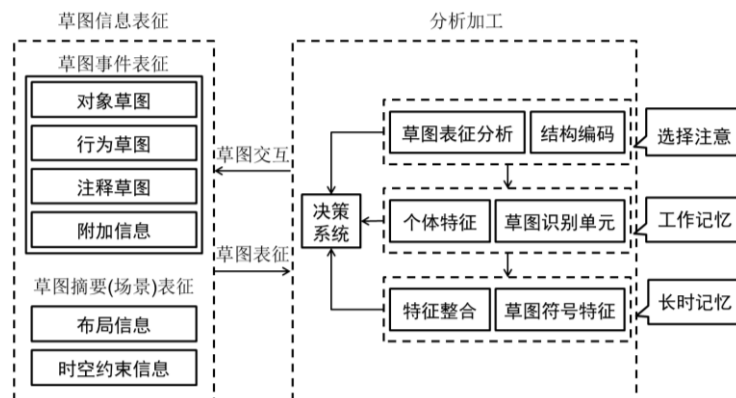 草图信息表征
草图事件表征
对象草图
行为草图
注释草图
附加信息
草图摘要(场景)表征
布局信息
时空约束信息
草图交互
草图表征
分析加工
决策
系统
草图表征分析
结构编码
选择注意
个体特征
草图识别单元
工作记忆
特征整合
草图符号特征
长时记忆